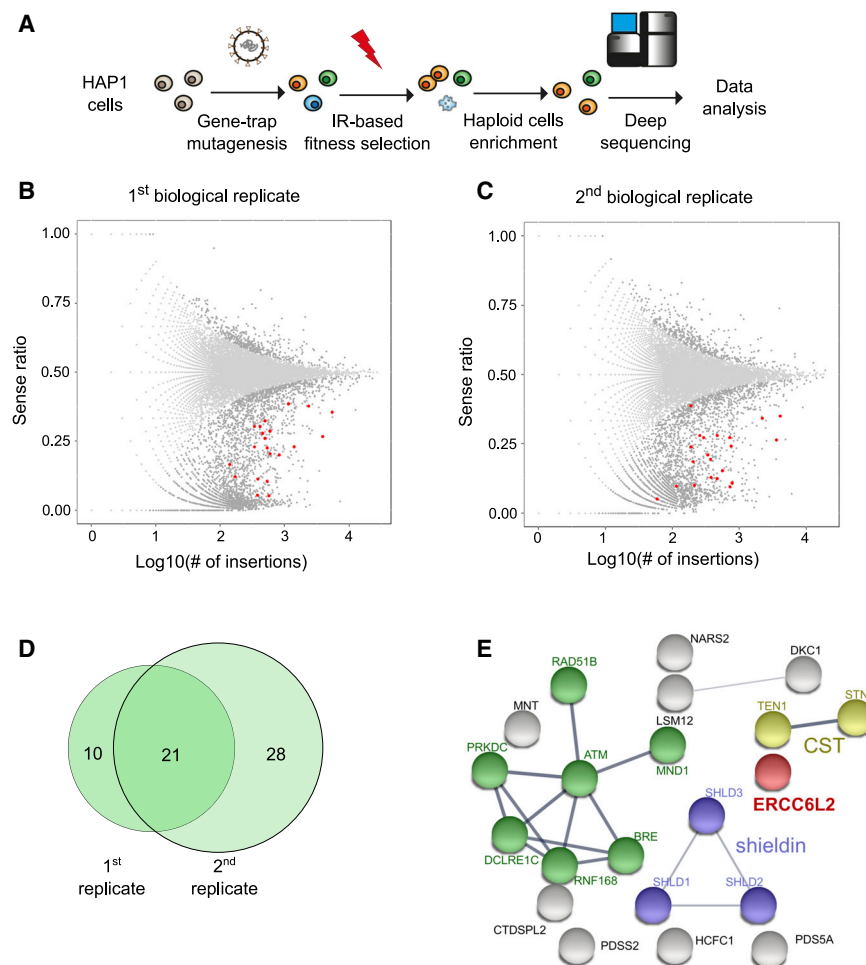 A
HAP1
cells
Gene-trap
mutagenesis
IR-based
fitness selection
Haploid cells
enrichment
Deep
sequencing
Data
analysis
B
1st biological replicate
Sense ratio
1.00
0.75
0.50
0.25
0.00
0 1 2 3 4
Log10(# of insertions)
C
2nd biological replicate
Sense ratio
1.00
0.75
0.50
0.25
0.00
0 1 2 3 4
Log10(# of insertions)
D
10
21
28
1st
replicate
2nd
replicate
E
NARS2
DKC1
RAD51B
MNT
LSM12
TEN1
STN
CST
PRKDC
ATM
MND1
ERCC6L2
SHLD3
shieldin
DCLRE1C
BRE
RNF168
SHLD1
SHLD2
CTDSPL2
PDSS2
HCFC1
PDS5A